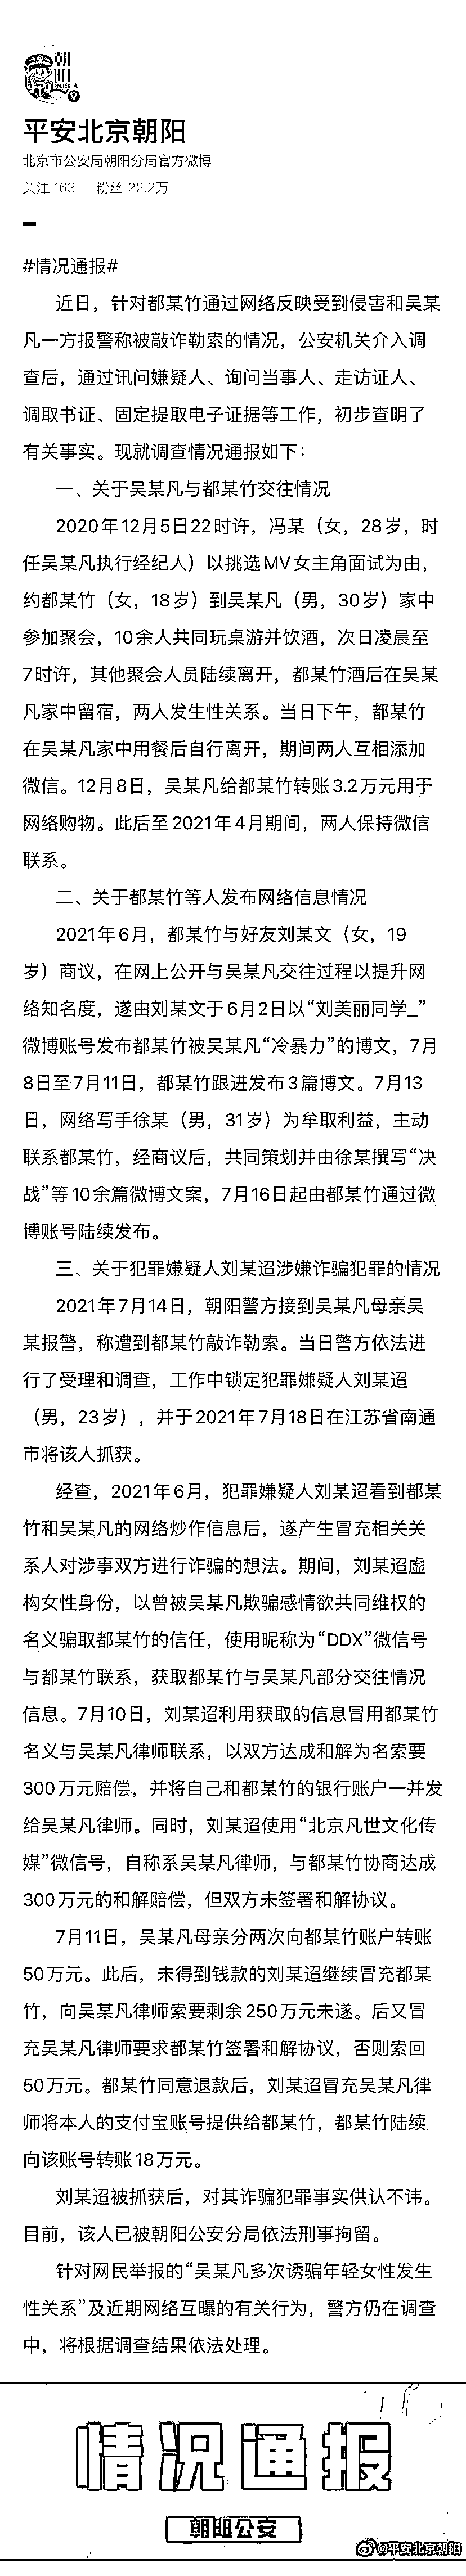 朝
阳
平安北京朝阳
北京市公安局朝阳分局官方微博
关注 163 | 粉丝 22.2万
#情况通报#
近日，针对都某竹通过网络反映受到侵害和吴某
凡一方报警称被敲诈勒索的情况，公安机关介入调
查后，通过讯问嫌疑人、询问当事人、走访证人、
调取书证、固定提取电子证据等工作，初步查明了
有关事实。现就调查情况通报如下：
一、关于吴某凡与都某竹交往情况
2020年12月5日22时许，冯某（女，28岁，时
任吴某凡执行经纪人）以挑选MV女主角面试为由，
约都某竹（女，18岁）到吴某凡（男，30岁）家中
参加聚会，10余人共同玩桌游并饮酒，次日凌晨至
7时许，其他聚会人员陆续离开，都某竹酒后在吴某
凡家中留宿，两人发生性关系。当日下午，都某竹
在吴某凡家中用餐后自行离开，期间两人互相添加
微信。12月8日，吴某凡给都某竹转账3.2万元用于
网络购物。此后至2021年4月期间，两人保持微信
联系。
二、关于都某竹等人发布网络信息情况
2021年6月，都某竹与好友刘某文（女，19
岁）商议，在网上公开与吴某凡交往过程以提升网
络知名度，遂由刘某文于6月2日以“刘美丽同学_”
微博账号发布都某竹被吴某凡“冷暴力”的博文，7月
8日至7月11日，都某竹跟进发布3篇博文。7月13
日，网络写手徐某（男，31岁）为牟取利益，主动
联系都某竹，经商议后，共同策划并由徐某撰写“决
战”等10余篇微博文案，7月16日起由都某竹通过微
博账号陆续发布。
三、关于犯罪嫌疑人刘某迢涉嫌诈骗犯罪的情况
2021年7月14日，朝阳警方接到吴某凡母亲吴
某报警，称遭到都某竹敲诈勒索。当日警方依法进
行了受理和调查，工作中锁定犯罪嫌疑人刘某迢
（男，23岁），并于2021年7月18日在江苏省南通
市将该人抓获。
经查，2021年6月，犯罪嫌疑人刘某迢看到都某
竹和吴某凡的网络炒作信息后，遂产生冒充相关关
系人对涉事双方进行诈骗的想法。期间，刘某迢虚
构女性身份，以曾被吴某凡欺骗感情欲共同维权的
名义骗取都某竹的信任，使用昵称为“DDX”微信号
与都某竹联系，获取都某竹与吴某凡部分交往情况
信息。7月10日，刘某迢利用获取的信息冒用都某竹
名义与吴某凡律师联系，以双方达成和解为名索要
300万元赔偿，并将自己和都某竹的银行账户一并发
给吴某凡律师。同时，刘某迢使用“北京凡世文化传
媒”微信号，自称系吴某凡律师，与都某竹协商达成
300万元的和解赔偿，但双方未签署和解协议。
7月11日，吴某凡母亲分两次向都某竹账户转账
50万元。此后，未得到钱款的刘某迢继续冒充都某
竹，向吴某凡律师索要剩余250万元未遂。后又冒
充吴某凡律师要求都某竹签署和解协议，否则索回
50万元。都某竹同意退款后，刘某迢冒充吴某凡律
师将本人的支付宝账号提供给都某竹，都某竹陆续
向该账号转账18万元。
刘某迢被抓获后，对其诈骗犯罪事实供认不讳。
目前，该人已被朝阳公安分局依法刑事拘留。
针对网民举报的“吴某凡多次诱骗年轻女性发生
性关系”及近期网络互曝的有关行为，警方仍在调查
中，将根据调查结果依法处理。
情况通报
朝阳公安
@平安北京朝阳